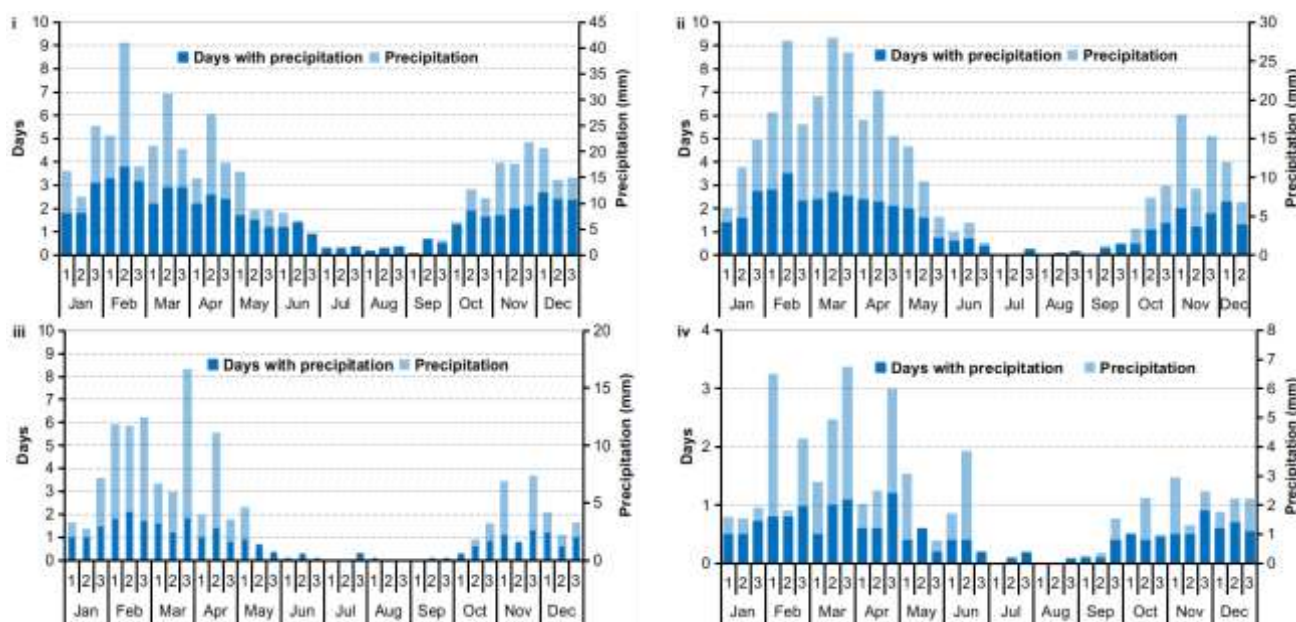 i
Days with precipitation Precipitation
10
9
8
7
6
5
4
3
2
1
0
Days
45
40
35
30
25
20
15
10
5
0
Precipitation (mm)
1 2 3 1 2 3 1 2 3 1 2 3 1 2 3 1 2 3 1 2 3 1 2 3 1 2 3 1 2 3 1 2 3 1 2 3
Jan Feb Mar Apr May Jun Jul Aug Sep Oct Nov Dec
ii
Days with precipitation Precipitation
10
9
8
7
6
5
4
3
2
1
0
Days
30
20
10
0
Precipitation (mm)
1 2 3 1 2 3 1 2 3 1 2 3 1 2 3 1 2 3 1 2 3 1 2 3 1 2 3 1 2 3 1 2 3 1 2
Jan Feb Mar Apr May Jun Jul Aug Sep Oct Nov Dec
iii
Days with precipitation Precipitation
10
9
8
7
6
5
4
3
2
1
0
Days
20
15
10
5
0
Precipitation (mm)
1 2 3 1 2 3 1 2 3 1 2 3 1 2 3 1 2 3 1 2 3 1 2 3 1 2 3 1 2 3 1 2 3 1 2 3
Jan Feb Mar Apr May Jun Jul Aug Sep Oct Nov Dec
iv
Days with precipitation Precipitation
4
3
2
1
0
Days
8
7
6
5
4
3
2
1
0
Precipitation (mm)
1 2 3 1 2 3 1 2 3 1 2 3 1 2 3 1 2 3 1 2 3 1 2 3 1 2 3 1 2 3 1 2 3 1 2 3
Jan Feb Mar Apr May Jun Jul Aug Sep Oct Nov Dec